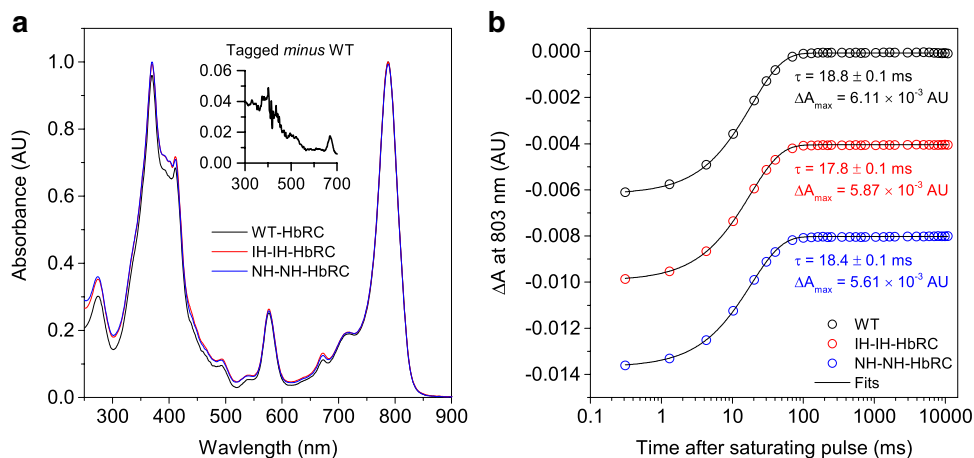 a
Tagged minus WT
0.06
0.04
0.02
0.00
300 500 700
WT-HbRC
IH-IH-HbRC
NH-NH-HbRC
1.0
0.8
0.6
0.4
0.2
0.0
Absorbance (AU)
300 400 500 600 700 800 900
Wavlength (nm)
b
0.000
-0.002
-0.004
-0.006
-0.008
-0.010
-0.012
-0.014
ΔA at 803 nm (AU)
τ = 18.8 ± 0.1 ms
ΔAmax = 6.11 × 10-3 AU
τ = 17.8 ± 0.1 ms
ΔAmax = 5.87 × 10-3 AU
τ = 18.4 ± 0.1 ms
ΔAmax = 5.61 × 10-3 AU
WT
IH-IH-HbRC
NH-NH-HbRC
Fits
0.1 1 10 100 1000 10000
Time after saturating pulse (ms)